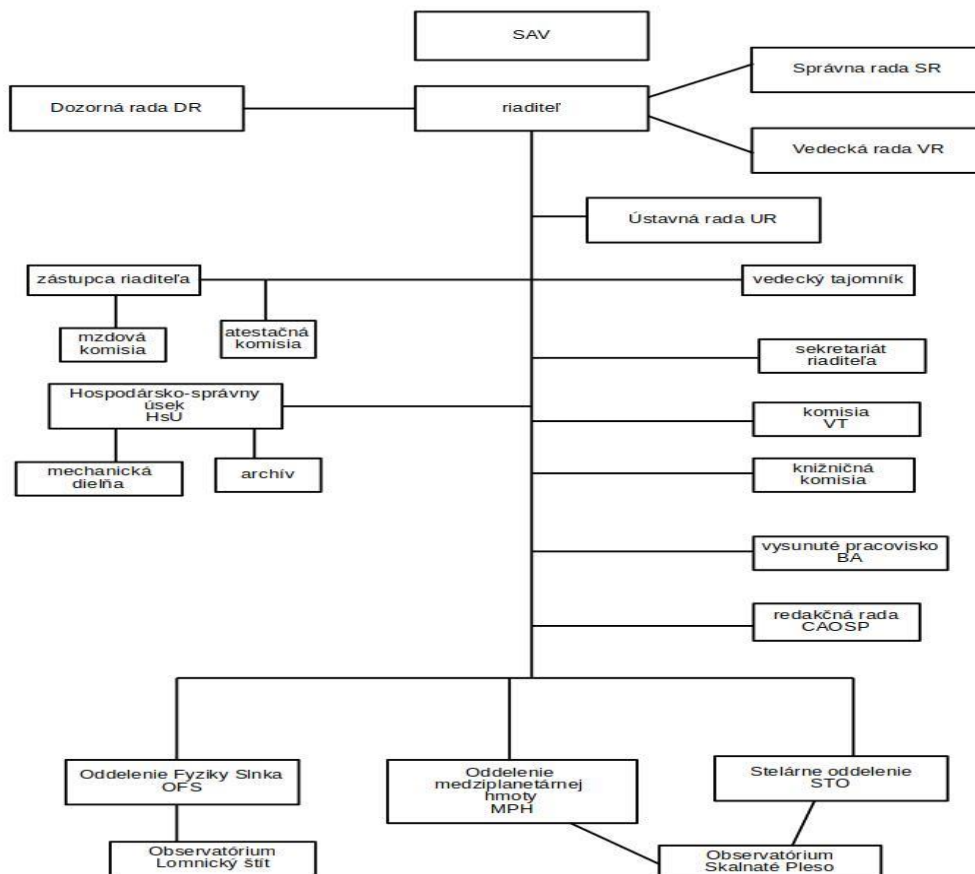 SAV
Správna rada SR
Dozorná rada DR
riaditeľ
Vedecká rada VR
Ústavná rada UR
zástupca riaditeľa
vedecký tajomník
mzdová
komisia
atestačná
komisia
sekretariát
riaditeľa
Hospodársko-správny
úsek
HsÚ
komisia
VT
mechanická
dielňa
archív
knižničná
komisia
vysunuté pracovisko
BA
redakčná rada
CAOSP
Oddelenie Fyziky Slnka
OFS
Oddelenie
medziplanetárnej
hmoty
MPH
Stelárne oddelenie
STO
Observatórium
Lomnický štít
Observatórium
Skalnaté Pleso